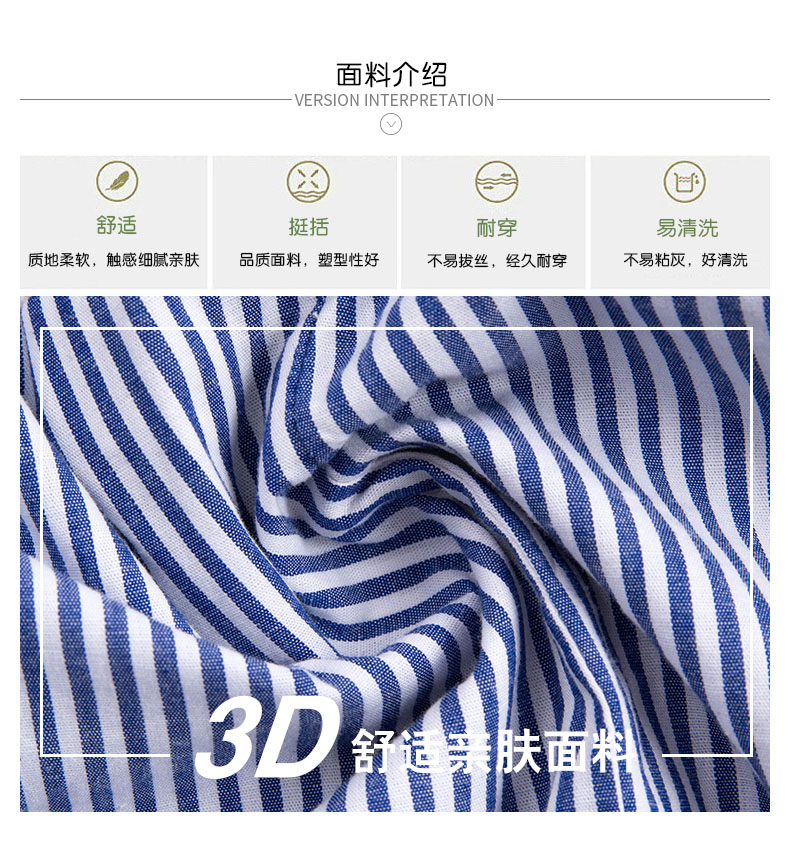 面料介绍
VERSION INTERPRETATION
舒适
质地柔软，触感细腻亲肤
挺括
品质面料，塑型性好
耐穿
不易拔丝，经久耐穿
易清洗
不易粘灰，好清洗
3D 舒适亲肤面料